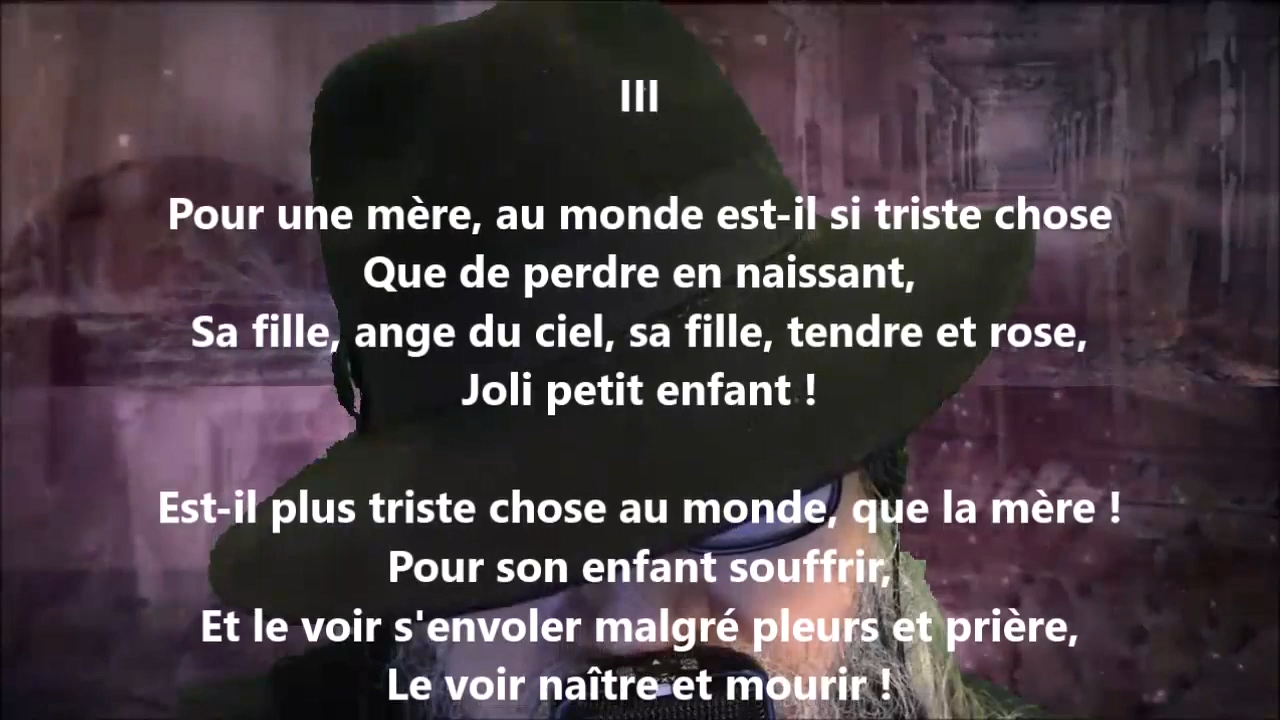 III
Pour une mère, au monde est-il si triste chose
Que de perdre en naissant,
Sa fille, ange du ciel, sa fille, tendre et rose,
Joli petit enfant !
Est-il plus triste chose au monde, que la mère !
Pour son enfant souffrir,
Et le voir s'envoler malgré pleurs et prière,
Le voir naître et mourir !